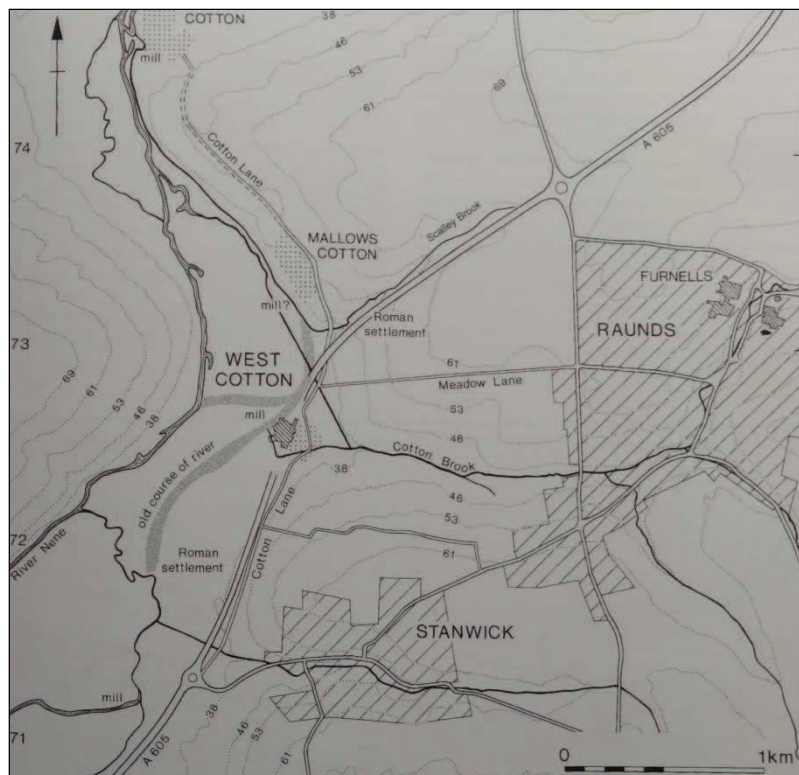 COTTON
mill
38
46
53
61
69
A 605
74
Cotton Lane
Scalley Brook
MALLOWS
COTTON
FURNELLS
mill?
Roman
settlement
RAUNDS
73
WEST
COTTON
61
Meadow Lane
69
61
53
46
38
53
mill
46
Cotton Brook
old course of river
38
46
Lane
53
72
River Nene
Roman
settlement
Cotton
61
STANWICK
mill
38
46
53
61
71
A 605
0
1km